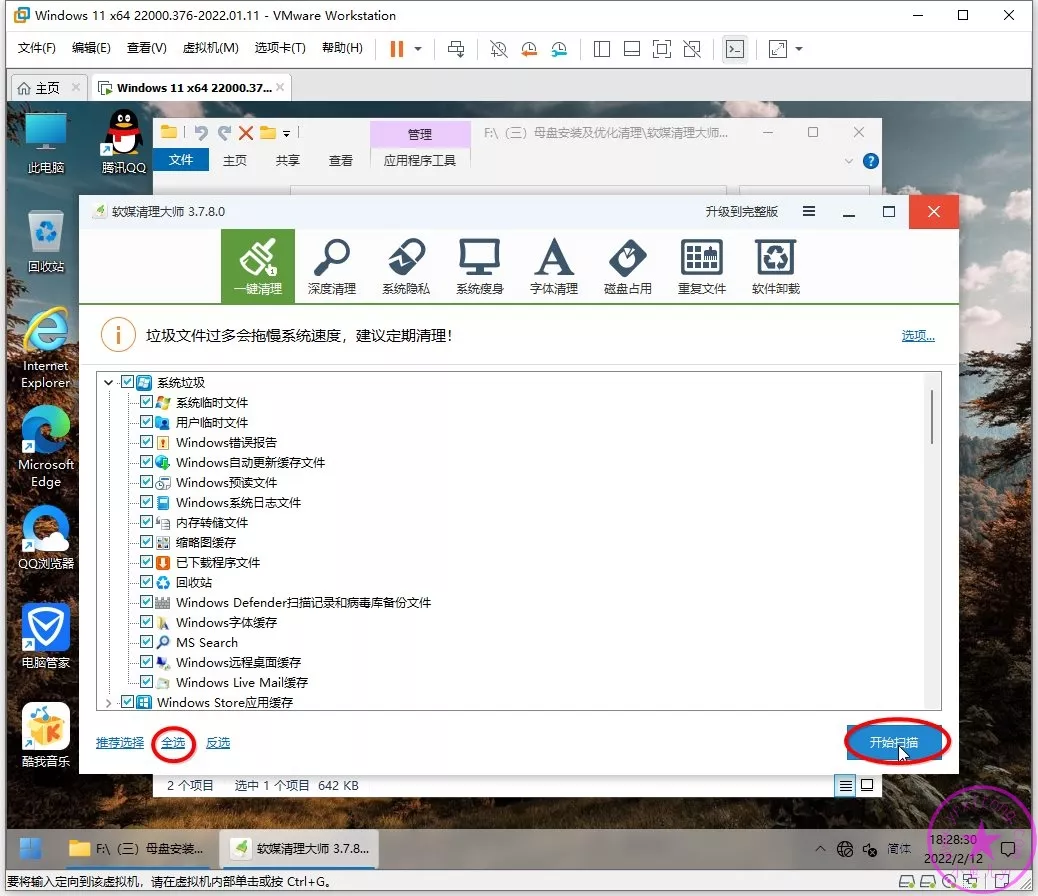 Windows 11 x64 22000.376-2022.01.11 - VMware Workstation
文件(F) 编辑(E) 查看(V) 虚拟机(M) 选项卡(T) 帮助(H)
主页 Windows 11 x64 22000.37...
此电脑
腾讯QQ
回收站
Internet
Explorer
Microsoft
Edge
QQ浏览器
电脑管家
酷我音乐
管理 F:\（三）母盘安装及优化清理\软媒清理大师...
文件 主页 共享 查看 应用程序工具
软媒清理大师 3.7.8.0 升级到完整版
一键清理 深度清理 系统隐私 系统瘦身 字体清理 磁盘占用 重复文件 软件卸载
垃圾文件过多会拖慢系统速度，建议定期清理！ 选项...
系统垃圾
系统临时文件
用户临时文件
Windows错误报告
Windows自动更新缓存文件
Windows预读文件
Windows系统日志文件
内存转储文件
缩略图缓存
已下载程序文件
回收站
Windows Defender扫描记录和病毒库备份文件
Windows字体缓存
MS Search
Windows远程桌面缓存
Windows Live Mail缓存
Windows Store应用缓存
推荐选择 全选 反选 开始扫描
2 个项目 选中 1 个项目 642 KB
F:\（三）母盘安装... 软媒清理大师 3.7.8... 简体 18:28:30
2022/2/12
要将输入定向到该虚拟机，请在虚拟机内部单击或按 Ctrl+G。